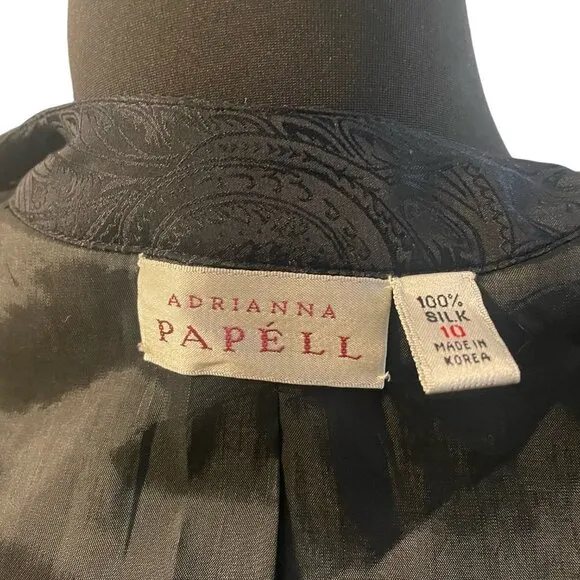 ADRIANNA
PAPÉLL
100%
SILK
10
MADE IN
KOREA